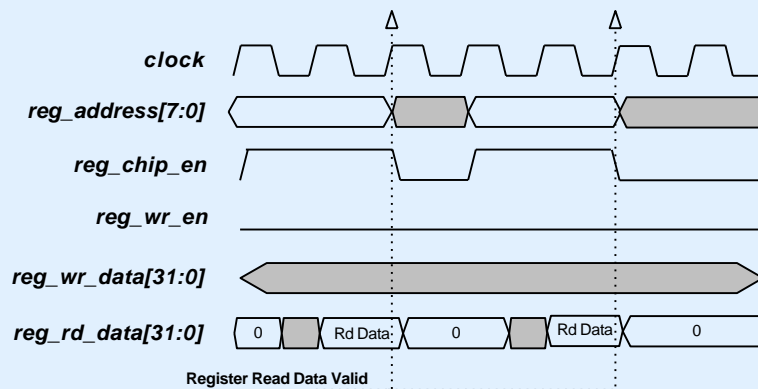 clock
reg_address[7:0]
reg_chip_en
reg_wr_en
reg_wr_data[31:0]
reg_rd_data[31:0] 0 Rd Data 0 Rd Data 0
Register Read Data Valid